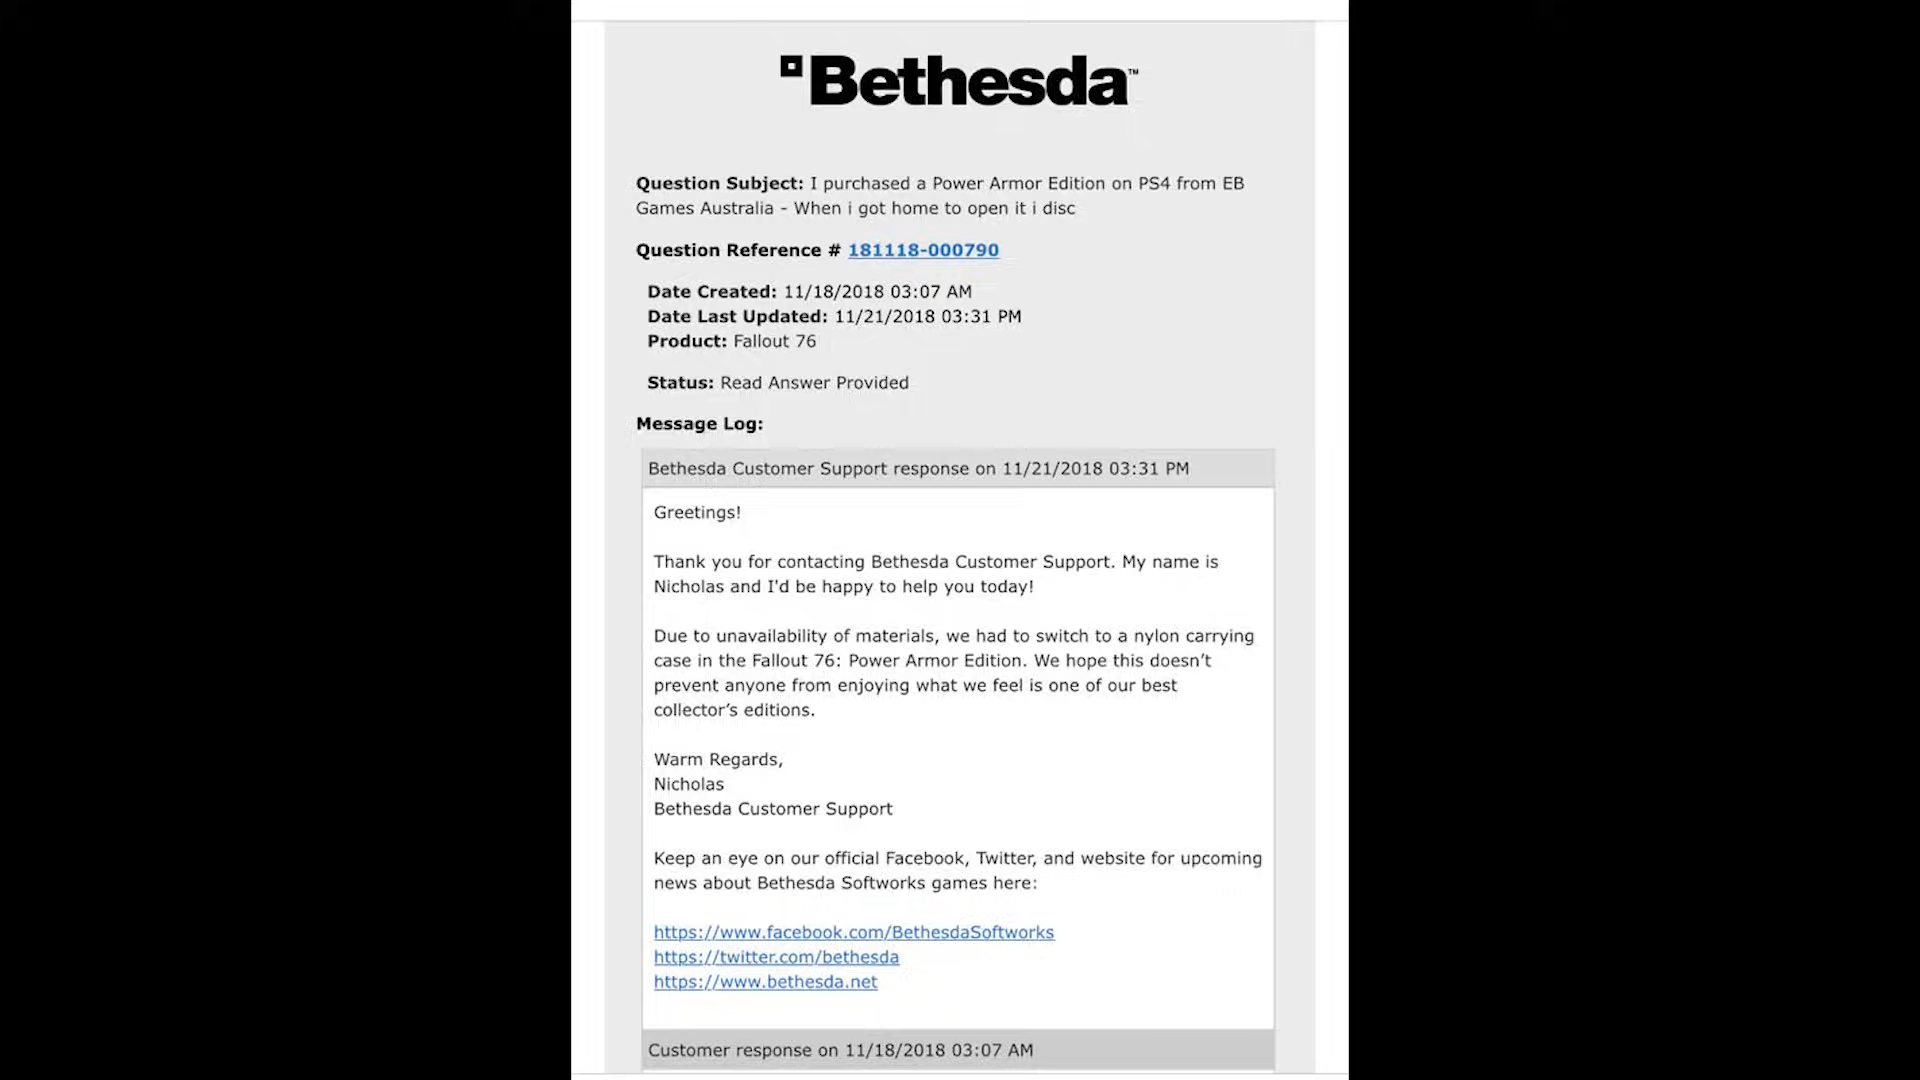 Bethesda™
Question Subject: I purchased a Power Armor Edition on PS4 from EB
Games Australia - When i got home to open it i disc
Question Reference # 181118-000790
Date Created: 11/18/2018 03:07 AM
Date Last Updated: 11/21/2018 03:31 PM
Product: Fallout 76
Status: Read Answer Provided
Message Log:
Bethesda Customer Support response on 11/21/2018 03:31 PM
Greetings!
Thank you for contacting Bethesda Customer Support. My name is
Nicholas and I'd be happy to help you today!
Due to unavailability of materials, we had to switch to a nylon carrying
case in the Fallout 76: Power Armor Edition. We hope this doesn’t
prevent anyone from enjoying what we feel is one of our best
collector’s editions.
Warm Regards,
Nicholas
Bethesda Customer Support
Keep an eye on our official Facebook, Twitter, and website for upcoming
news about Bethesda Softworks games here:
https://www.facebook.com/BethesdaSoftworks
https://twitter.com/bethesda
https://www.bethesda.net
Customer response on 11/18/2018 03:07 AM